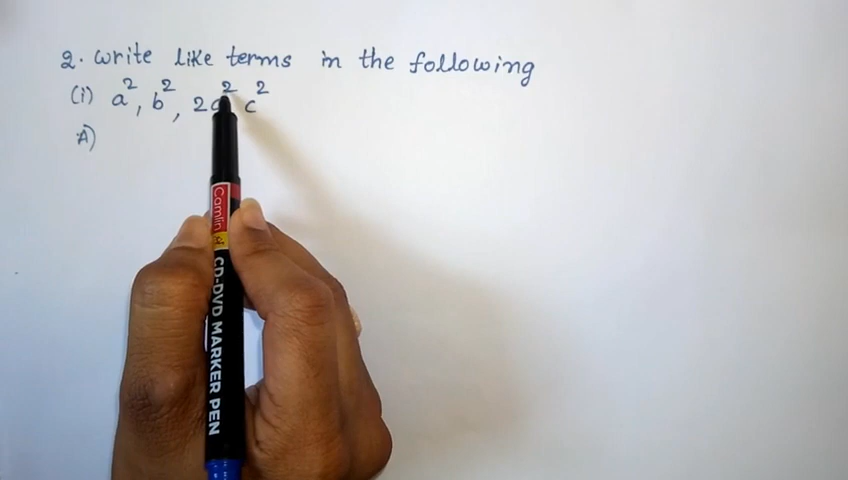 2. Write like terms in the following
(i) a², b², 2a² c²
A)
Camlin
CD-DVD MARKER PEN